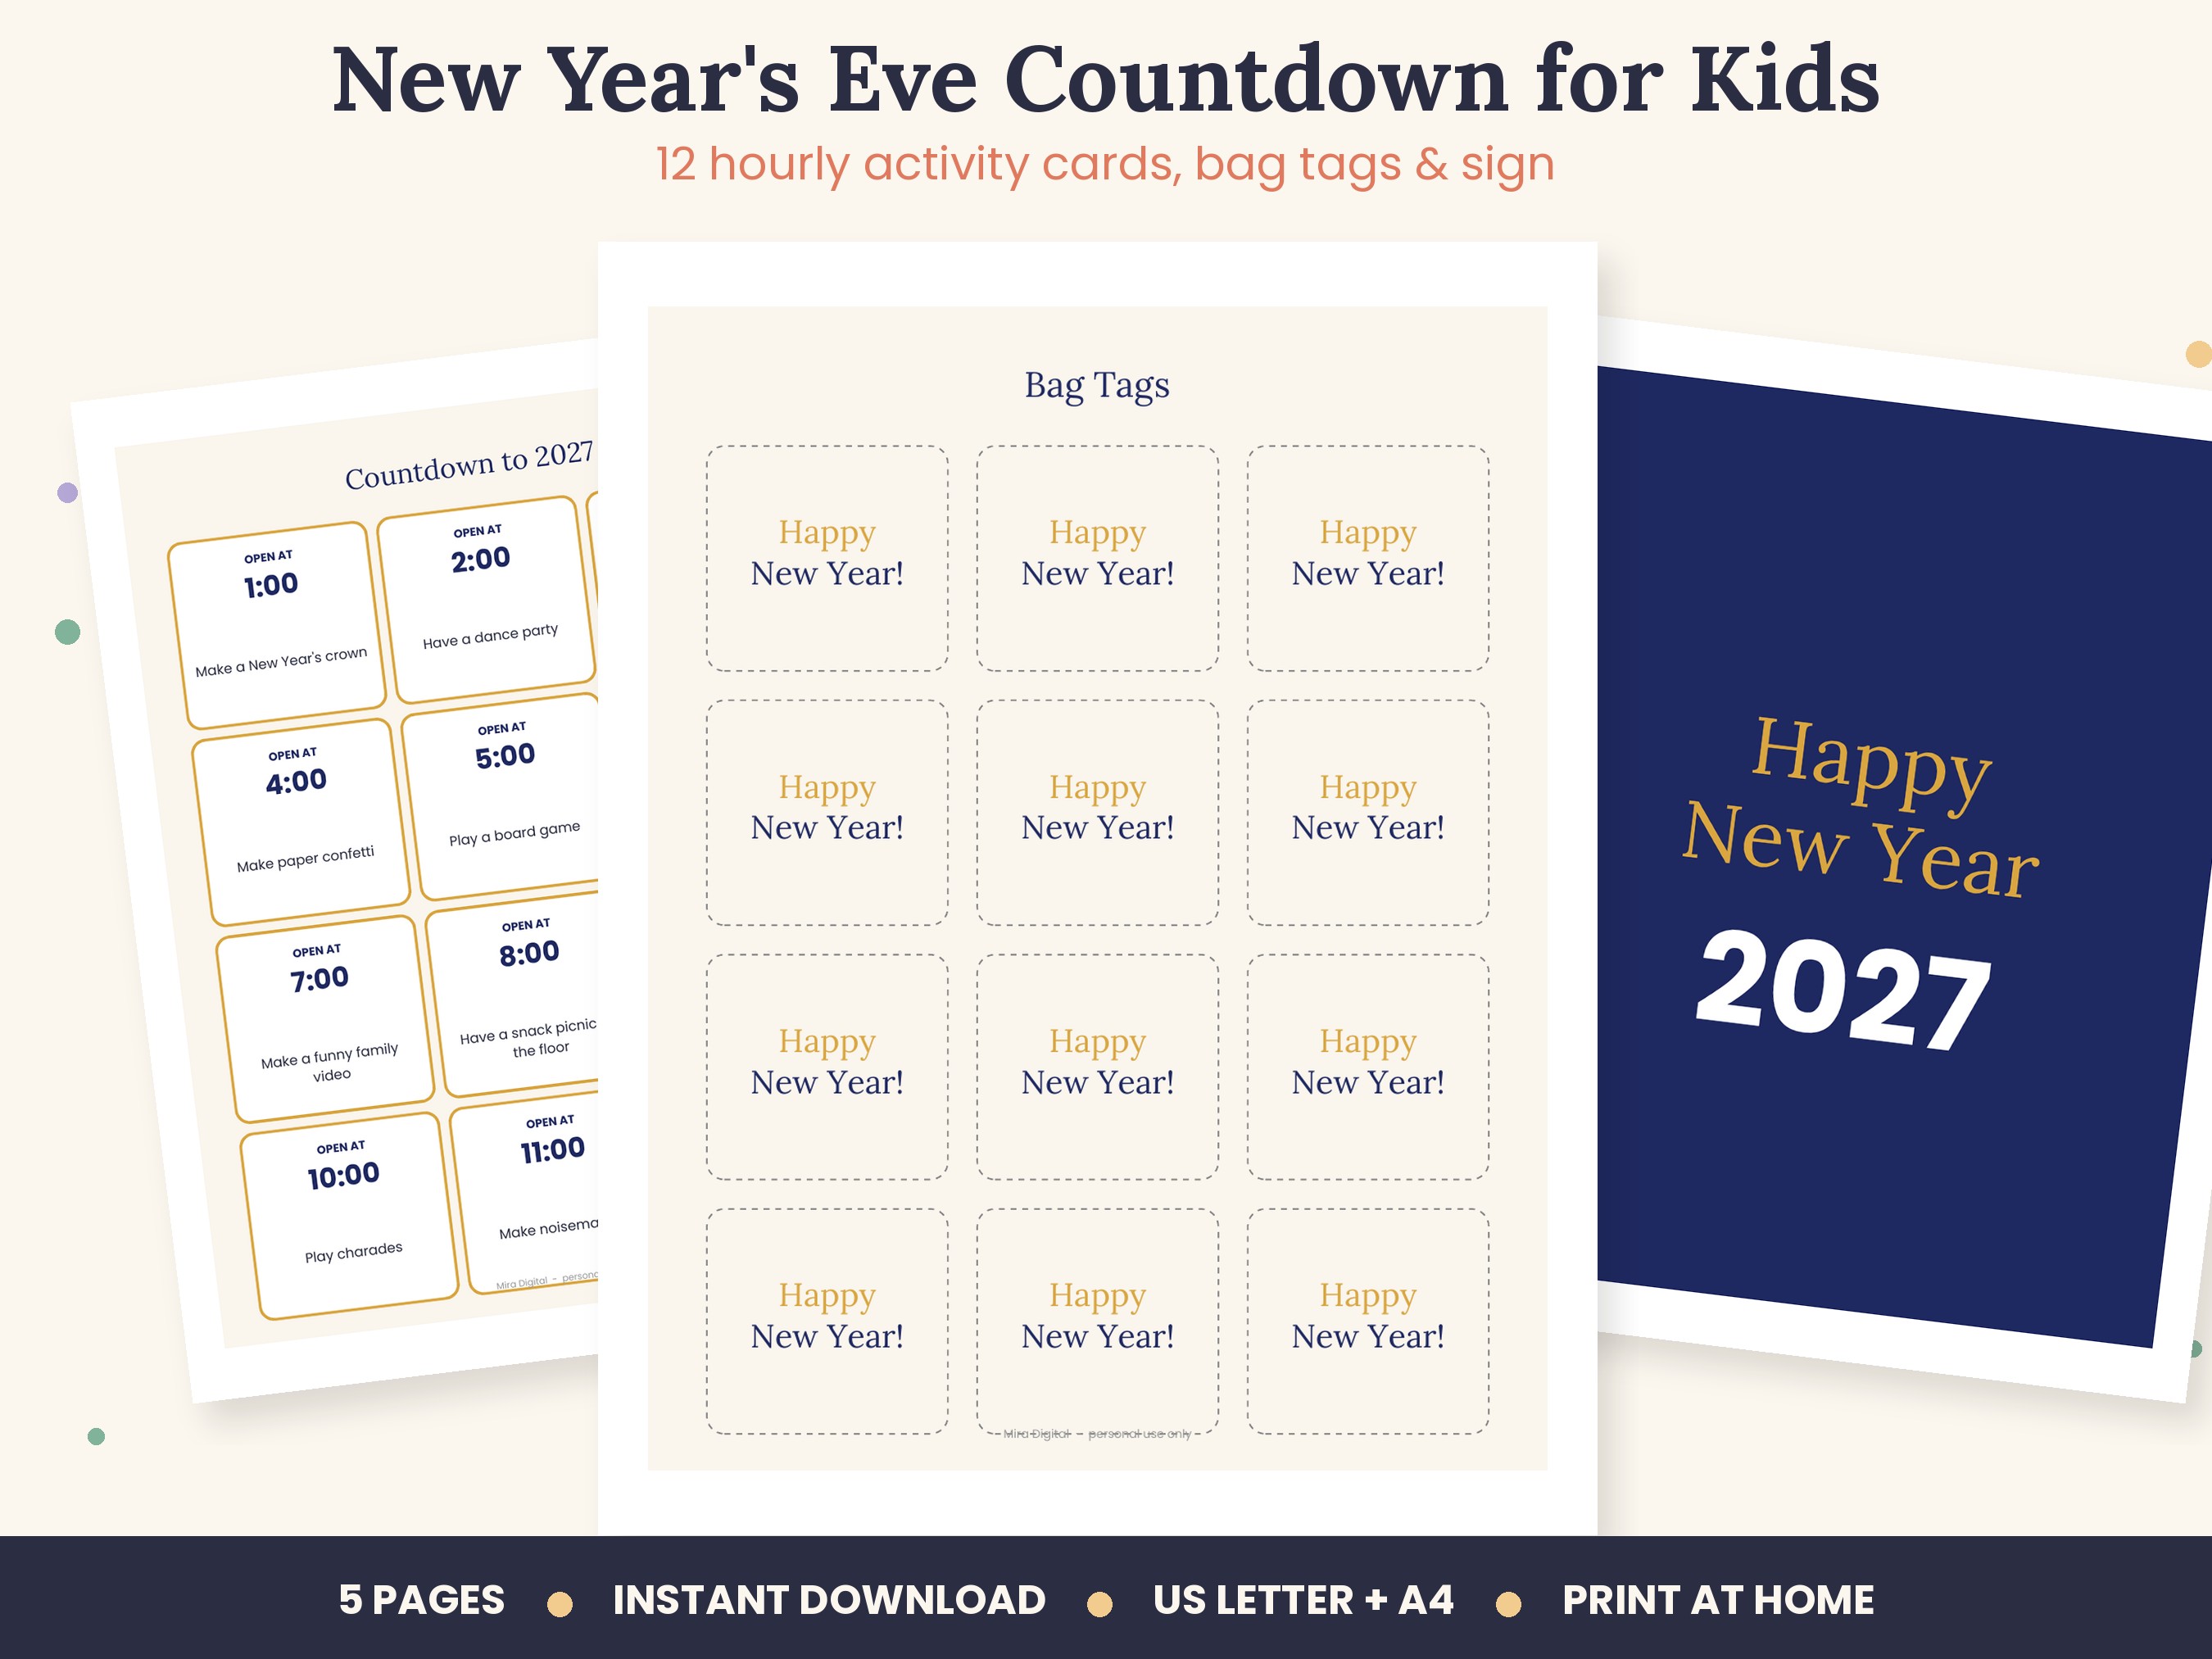 New Year's Eve Countdown for Kids
12 hourly activity cards, bag tags & sign
Countdown to 2027
OPEN AT
1:00
Make a New Year's crown
OPEN AT
2:00
Have a dance party
OPEN AT
4:00
Make paper confetti
OPEN AT
5:00
Play a board game
OPEN AT
7:00
Make a funny family
video
OPEN AT
8:00
Have a snack picnic
the floor
OPEN AT
10:00
Play charades
OPEN AT
11:00
Make
Mira Digital -
Bag Tags
Happy
New Year!
Happy
New Year!
Happy
New Year!
Happy
New Year!
Happy
New Year!
Happy
New Year!
Happy
New Year!
Happy
New Year!
Happy
New Year!
Happy
New Year!
Happy
New Year!
Happy
New Year!
Mira Digital - personal use only
Happy
New Year
2027
5 PAGES
INSTANT DOWNLOAD
US LETTER + A4
PRINT AT HOME